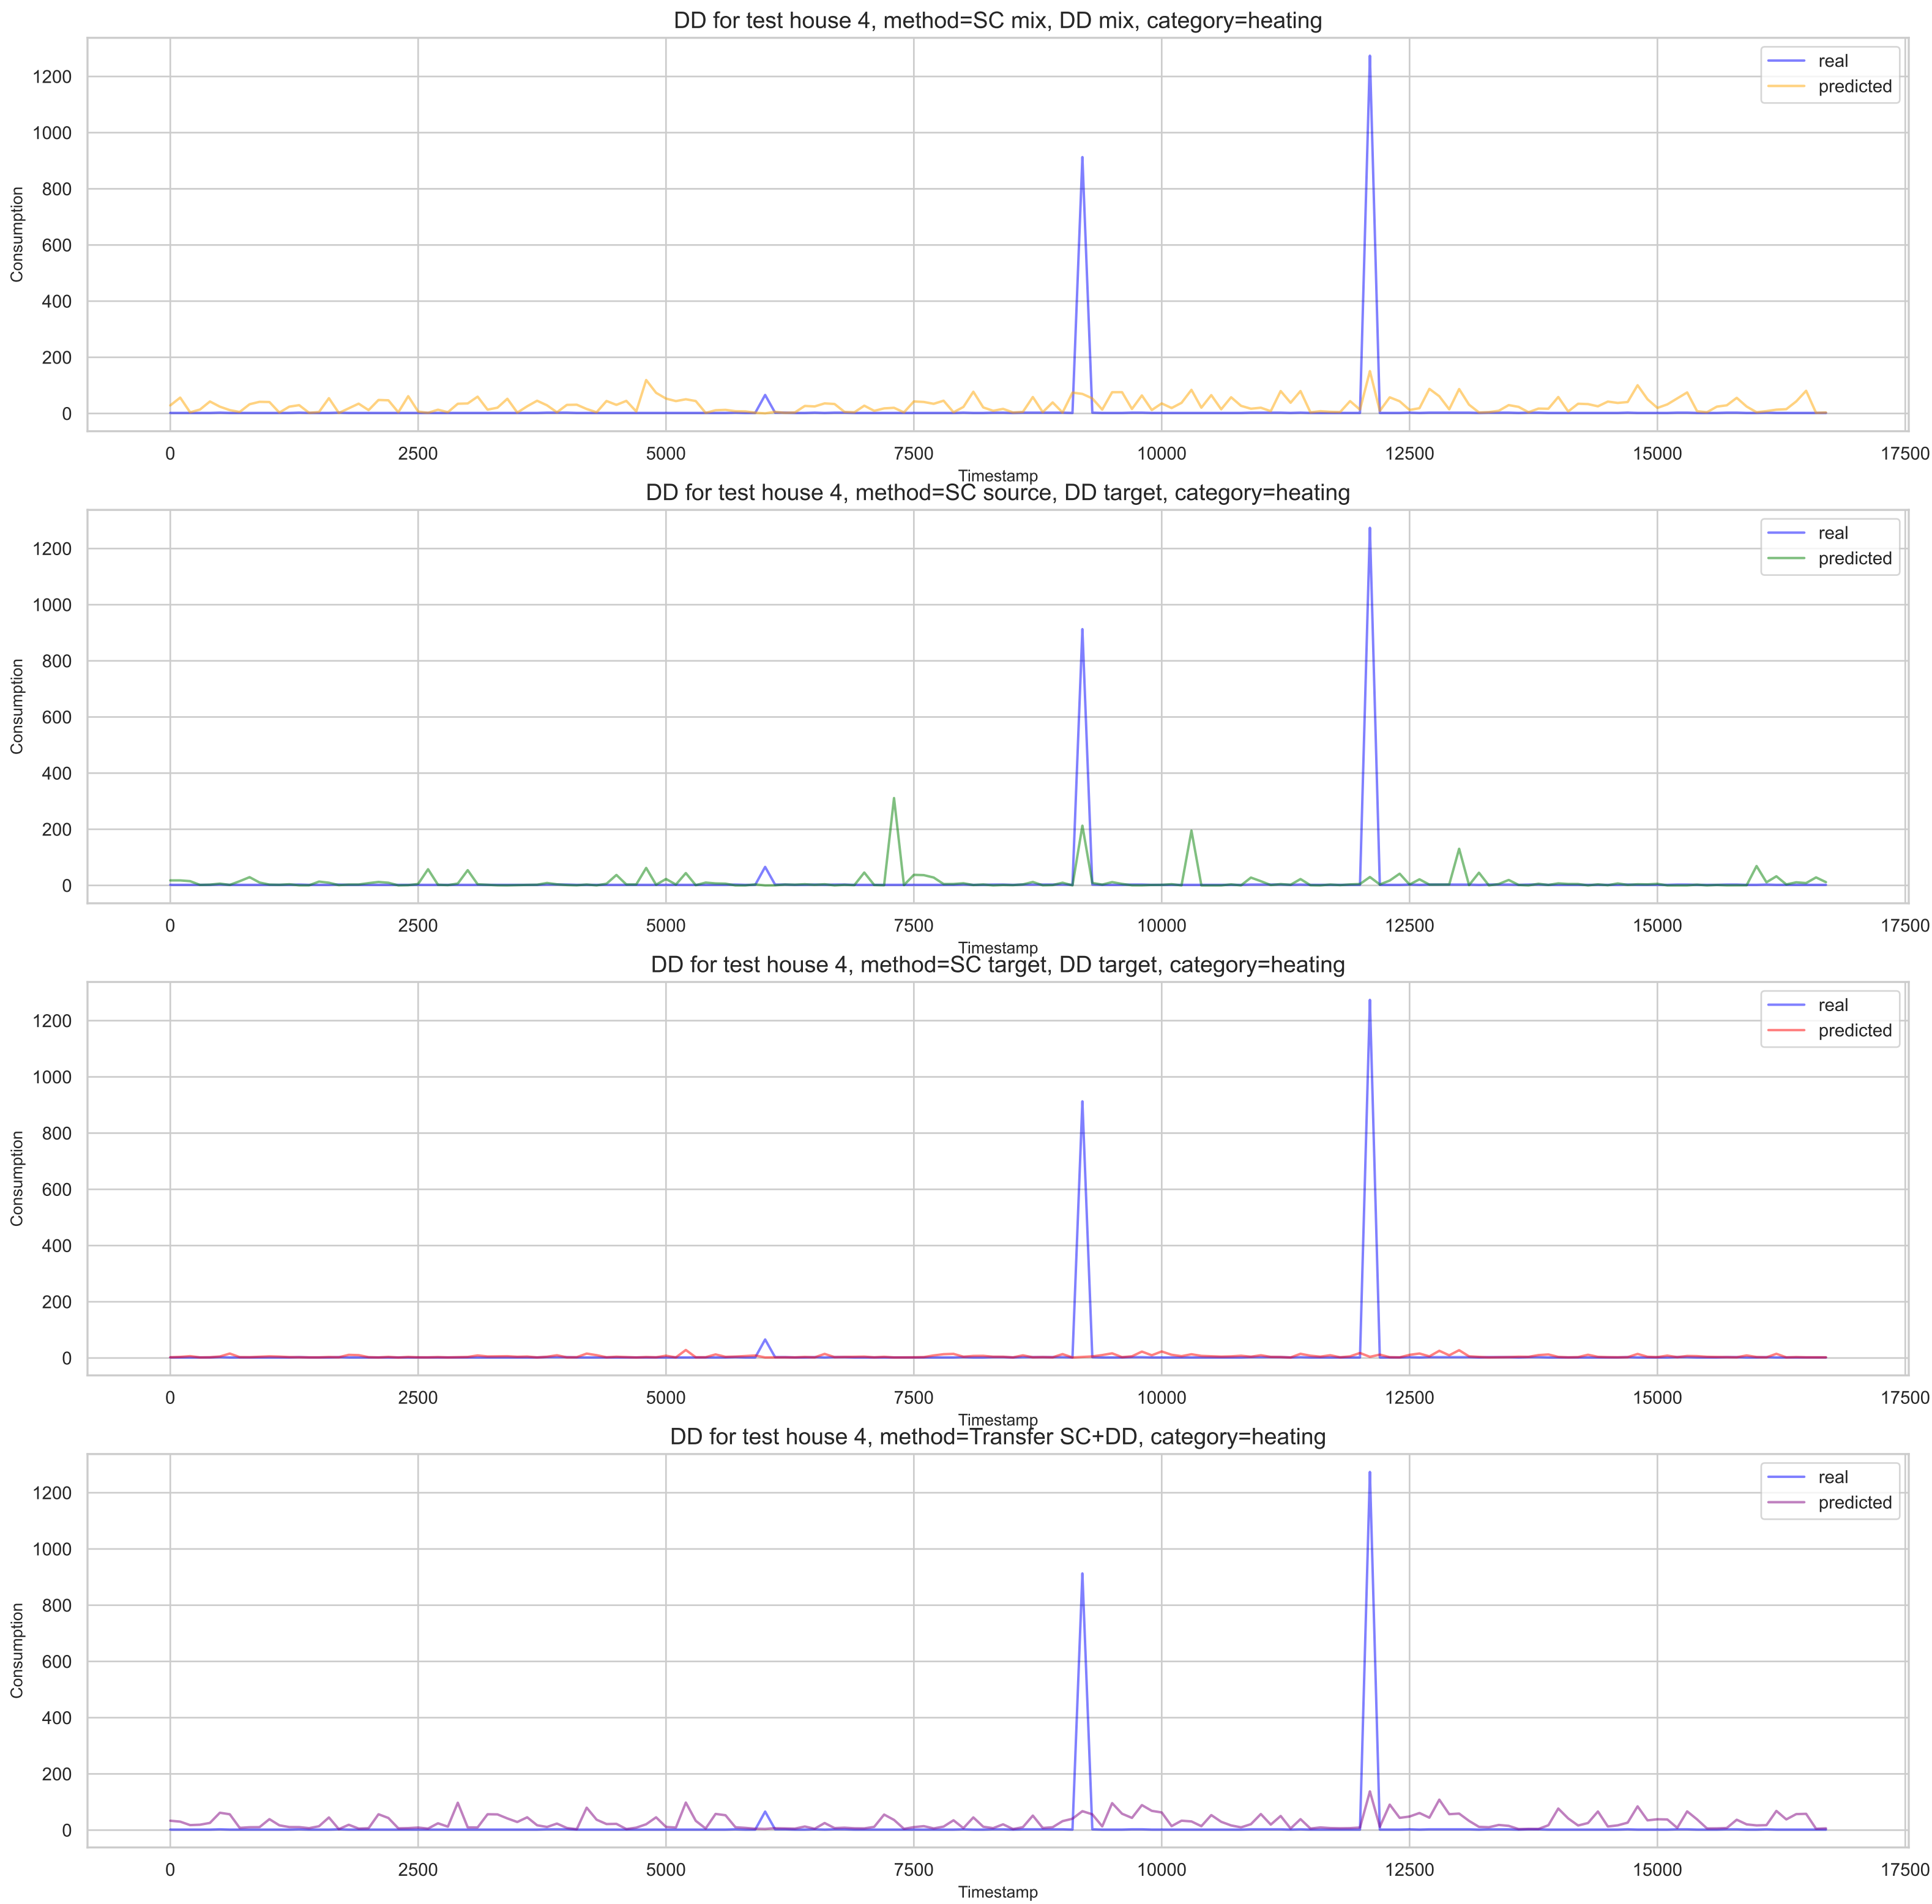 DD for test house 4, method=SC mix, DD mix, category=heating
real
predicted
1200
1000
800
600
400
200
0
Consumption
0 2500 5000 7500 10000 12500 15000 17500
Timestamp
DD for test house 4, method=SC source, DD target, category=heating
real
predicted
1200
1000
800
600
400
200
0
Consumption
0 2500 5000 7500 10000 12500 15000 17500
Timestamp
DD for test house 4, method=SC target, DD target, category=heating
real
predicted
1200
1000
800
600
400
200
0
Consumption
0 2500 5000 7500 10000 12500 15000 17500
Timestamp
DD for test house 4, method=Transfer SC+DD, category=heating
real
predicted
1200
1000
800
600
400
200
0
Consumption
0 2500 5000 7500 10000 12500 15000 17500
Timestamp